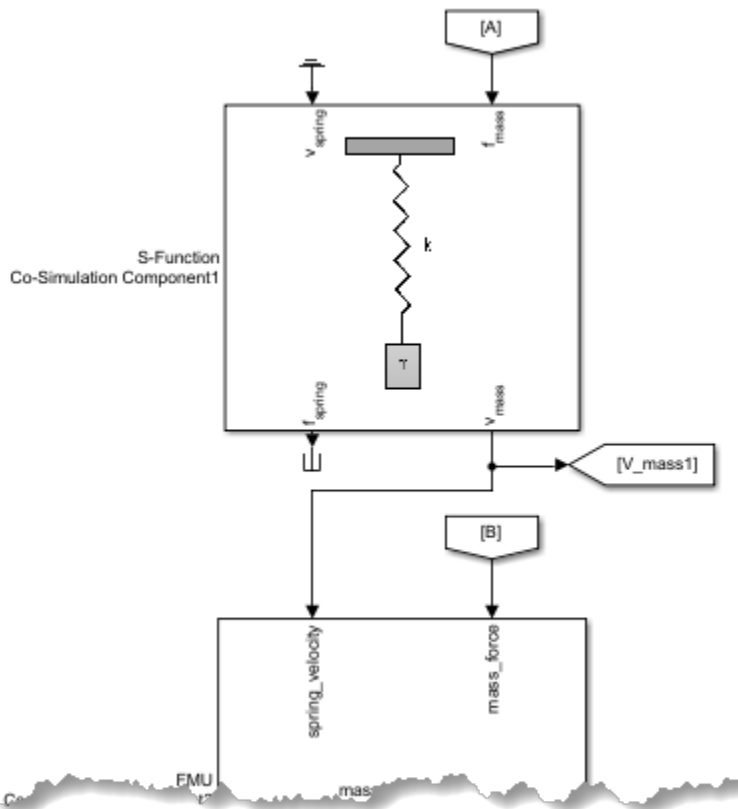 [A]
v_spring
f_mass
k
S-Function
Co-Simulation Component1
f_spring
v_mass
[V_mass1]
[B]
spring_velocity
mass_force
FMU